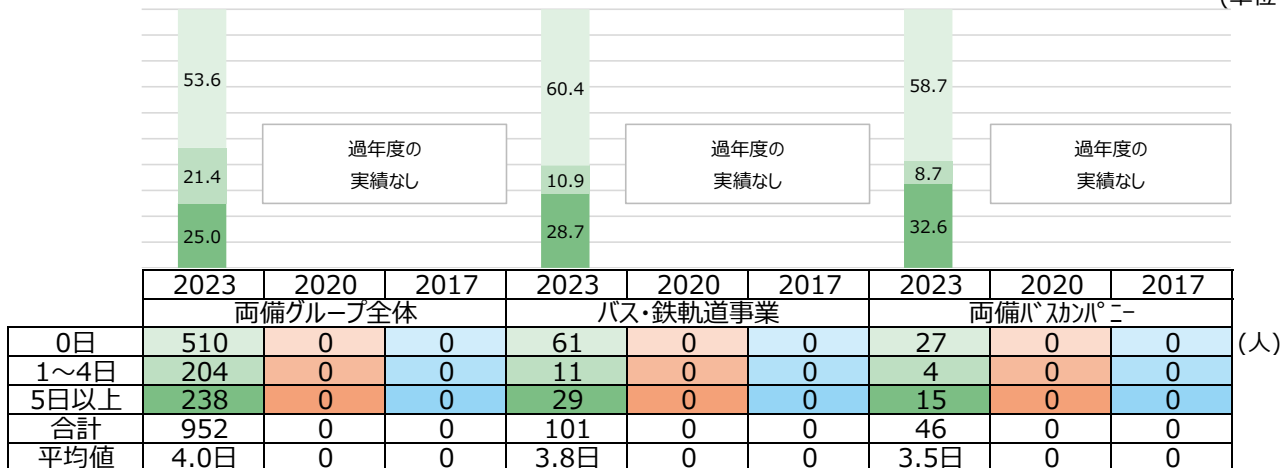 (単位
53.6 60.4 58.7
過年度の 過年度の 過年度の
実績なし 実績なし 実績なし
21.4 10.9 8.7
25.0 28.7 32.6
2023 2020 2017 2023 2020 2017 2023 2020 2017
両備グループ全体 バス・鉄軌道事業 両備バスカンパニー
0日 510 0 0 61 0 0 27 0 0 (人)
1～4日 204 0 0 11 0 0 4 0 0
5日以上 238 0 0 29 0 0 15 0 0
合計 952 0 0 101 0 0 46 0 0
平均値 4.0日 0 0 3.8日 0 0 3.5日 0 0